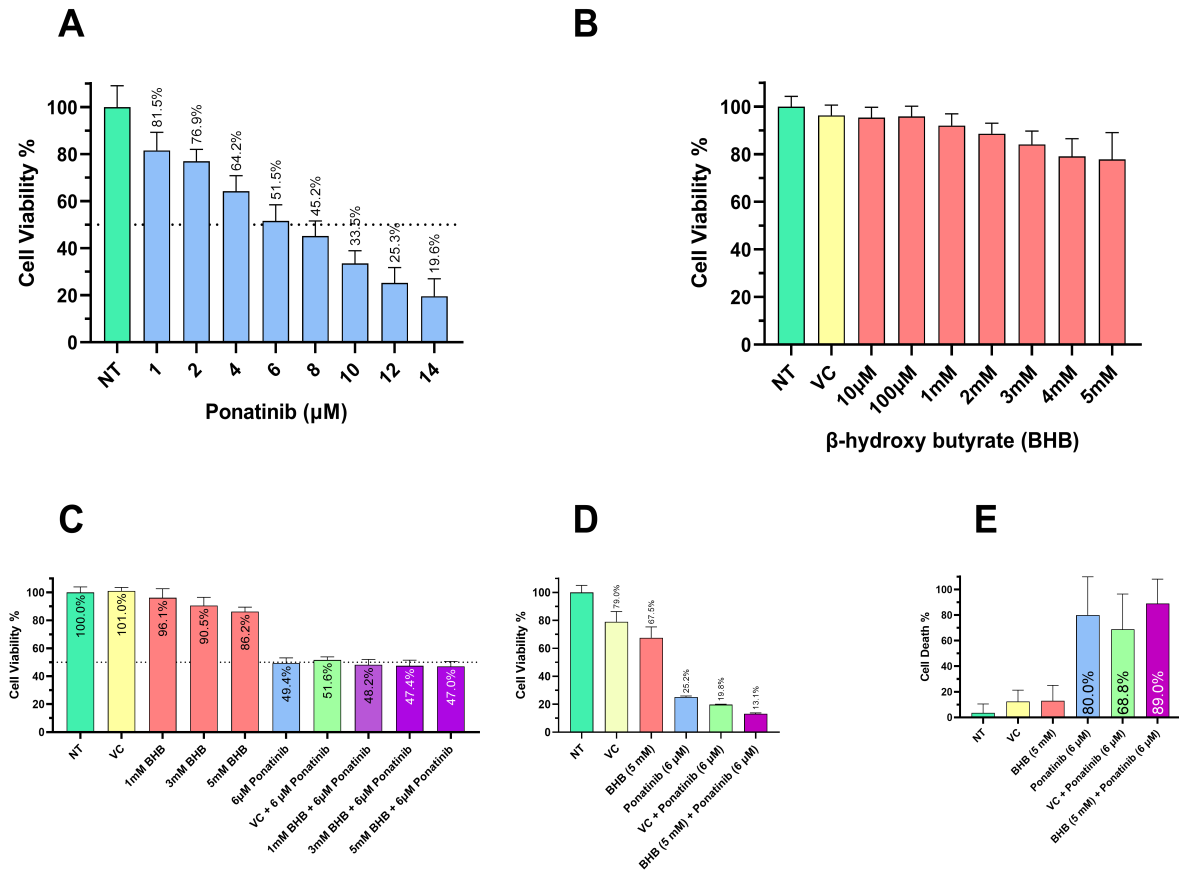 A
Cell Viability %
100
80
60
40
20
0
81.5%
76.9%
64.2%
51.5%
45.2%
33.5%
25.3%
19.6%
NT
1
2
4
6
8
10
12
14
Ponatinib (µM)
B
Cell Viability %
100
80
60
40
20
0
NT
VC
10µM
100µM
1mM
2mM
3mM
4mM
5mM
β-hydroxy butyrate (BHB)
C
Cell Viability %
100
80
60
40
20
0
100.0%
101.0%
96.1%
90.5%
86.2%
49.4%
51.6%
48.2%
47.4%
47.0%
NT
VC
1mM BHB
3mM BHB
5mM BHB
6µM Ponatinib
VC + 6 µM Ponatinib
1mM BHB + 6µM Ponatinib
3mM BHB + 6µM Ponatinib
5mM BHB + 6µM Ponatinib
D
Cell Viability %
100
80
60
40
20
0
79.0%
67.5%
25.2%
19.8%
13.1%
NT
VC
BHB (5 mM)
Ponatinib (6 µM)
VC + Ponatinib (6 µM)
BHB (5 mM) + Ponatinib (6 µM)
E
Cell Death %
100
80
60
40
20
0
80.0%
68.8%
89.0%
NT
VC
BHB (5 mM)
Ponatinib (6 µM)
VC + Ponatinib (6 µM)
BHB (5 mM) + Ponatinib (6 µM)